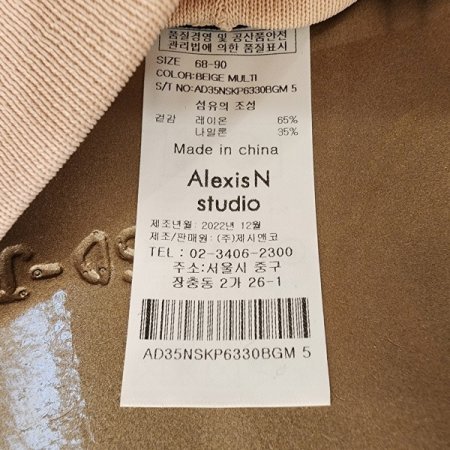 품질경영 및 공산품안전
관리법에 의한 품질표시
SIZE 68-90
COLOR:BEIGE MULTI
S/T NO:AD35NSKP6330BGM 5
섬유의 조성
겉감 레이온 65%
나일론 35%
Made in china
AlexisN
studio
제조년월: 2022년 12월
제조/판매원: (주)제시앤코
TEL : 02-3406-2300
주소:서울시 중구
장충동 2가 26-1
AD35NSKP6330BGM 5